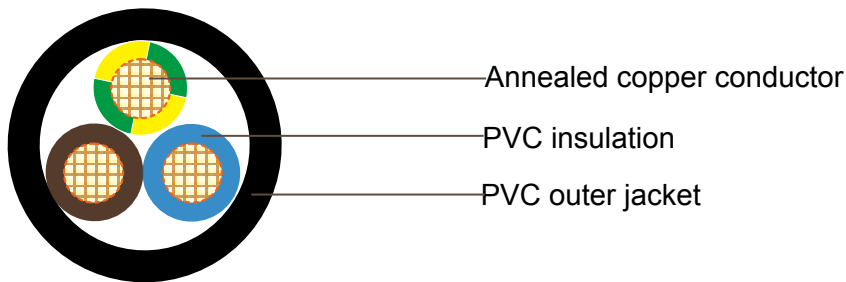 Annealed copper conductor
PVC insulation
PVC outer jacket